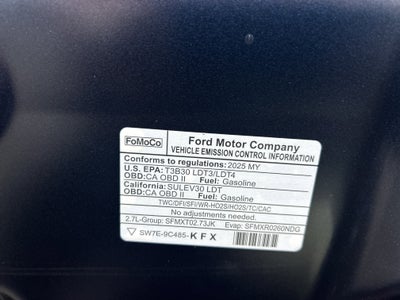 FoMoCo
Ford Motor Company
VEHICLE EMISSION CONTROL INFORMATION
Conforms to regulations: 2025 MY
U.S. EPA: T3B30 LDT3/LDT4
OBD:CA OBD II Fuel: Gasoline
California: SULEV30 LDT
OBD:CA OBD II Fuel: Gasoline
TWC/DFI/SFI/WR-HO2S/HO2S/TC/CAC
No adjustments needed.
2.7L-Group: SFMXT02.73JK Evap: SFMXR0260NDG
SW7E-9C485-KFX